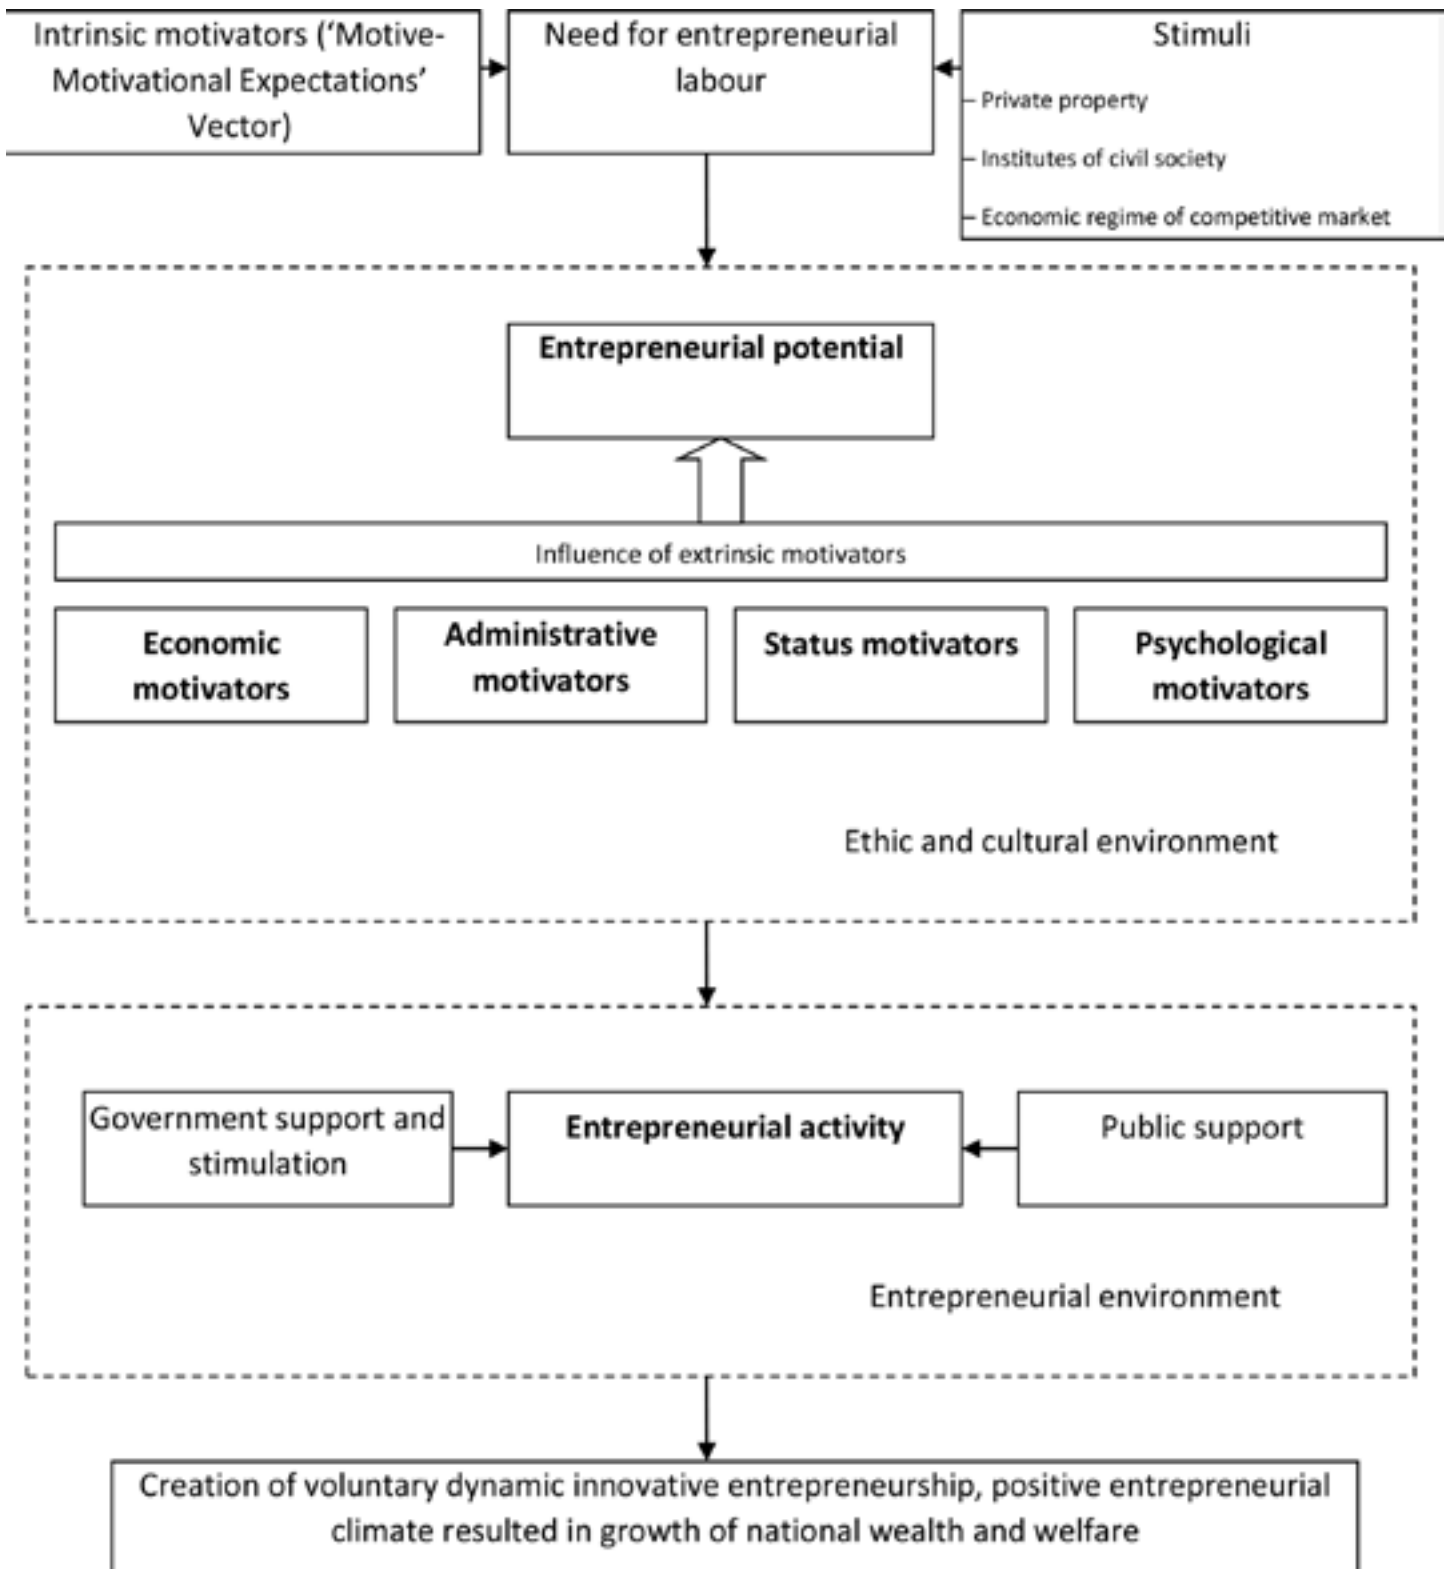 Intrinsic motivators (‘Motive-
Motivational Expectations’
Vector)
Need for entrepreneurial
labour
Stimuli
Private property
Institutes of civil society
Economic regime of competitive market
Entrepreneurial potential
Influence of extrinsic motivators
Economic
motivators
Administrative
motivators
Status motivators
Psychological
motivators
Ethic and cultural environment
Government support and
stimulation
Entrepreneurial activity
Public support
Entrepreneurial environment
Creation of voluntary dynamic innovative entrepreneurship, positive entrepreneurial
climate resulted in growth of national wealth and welfare